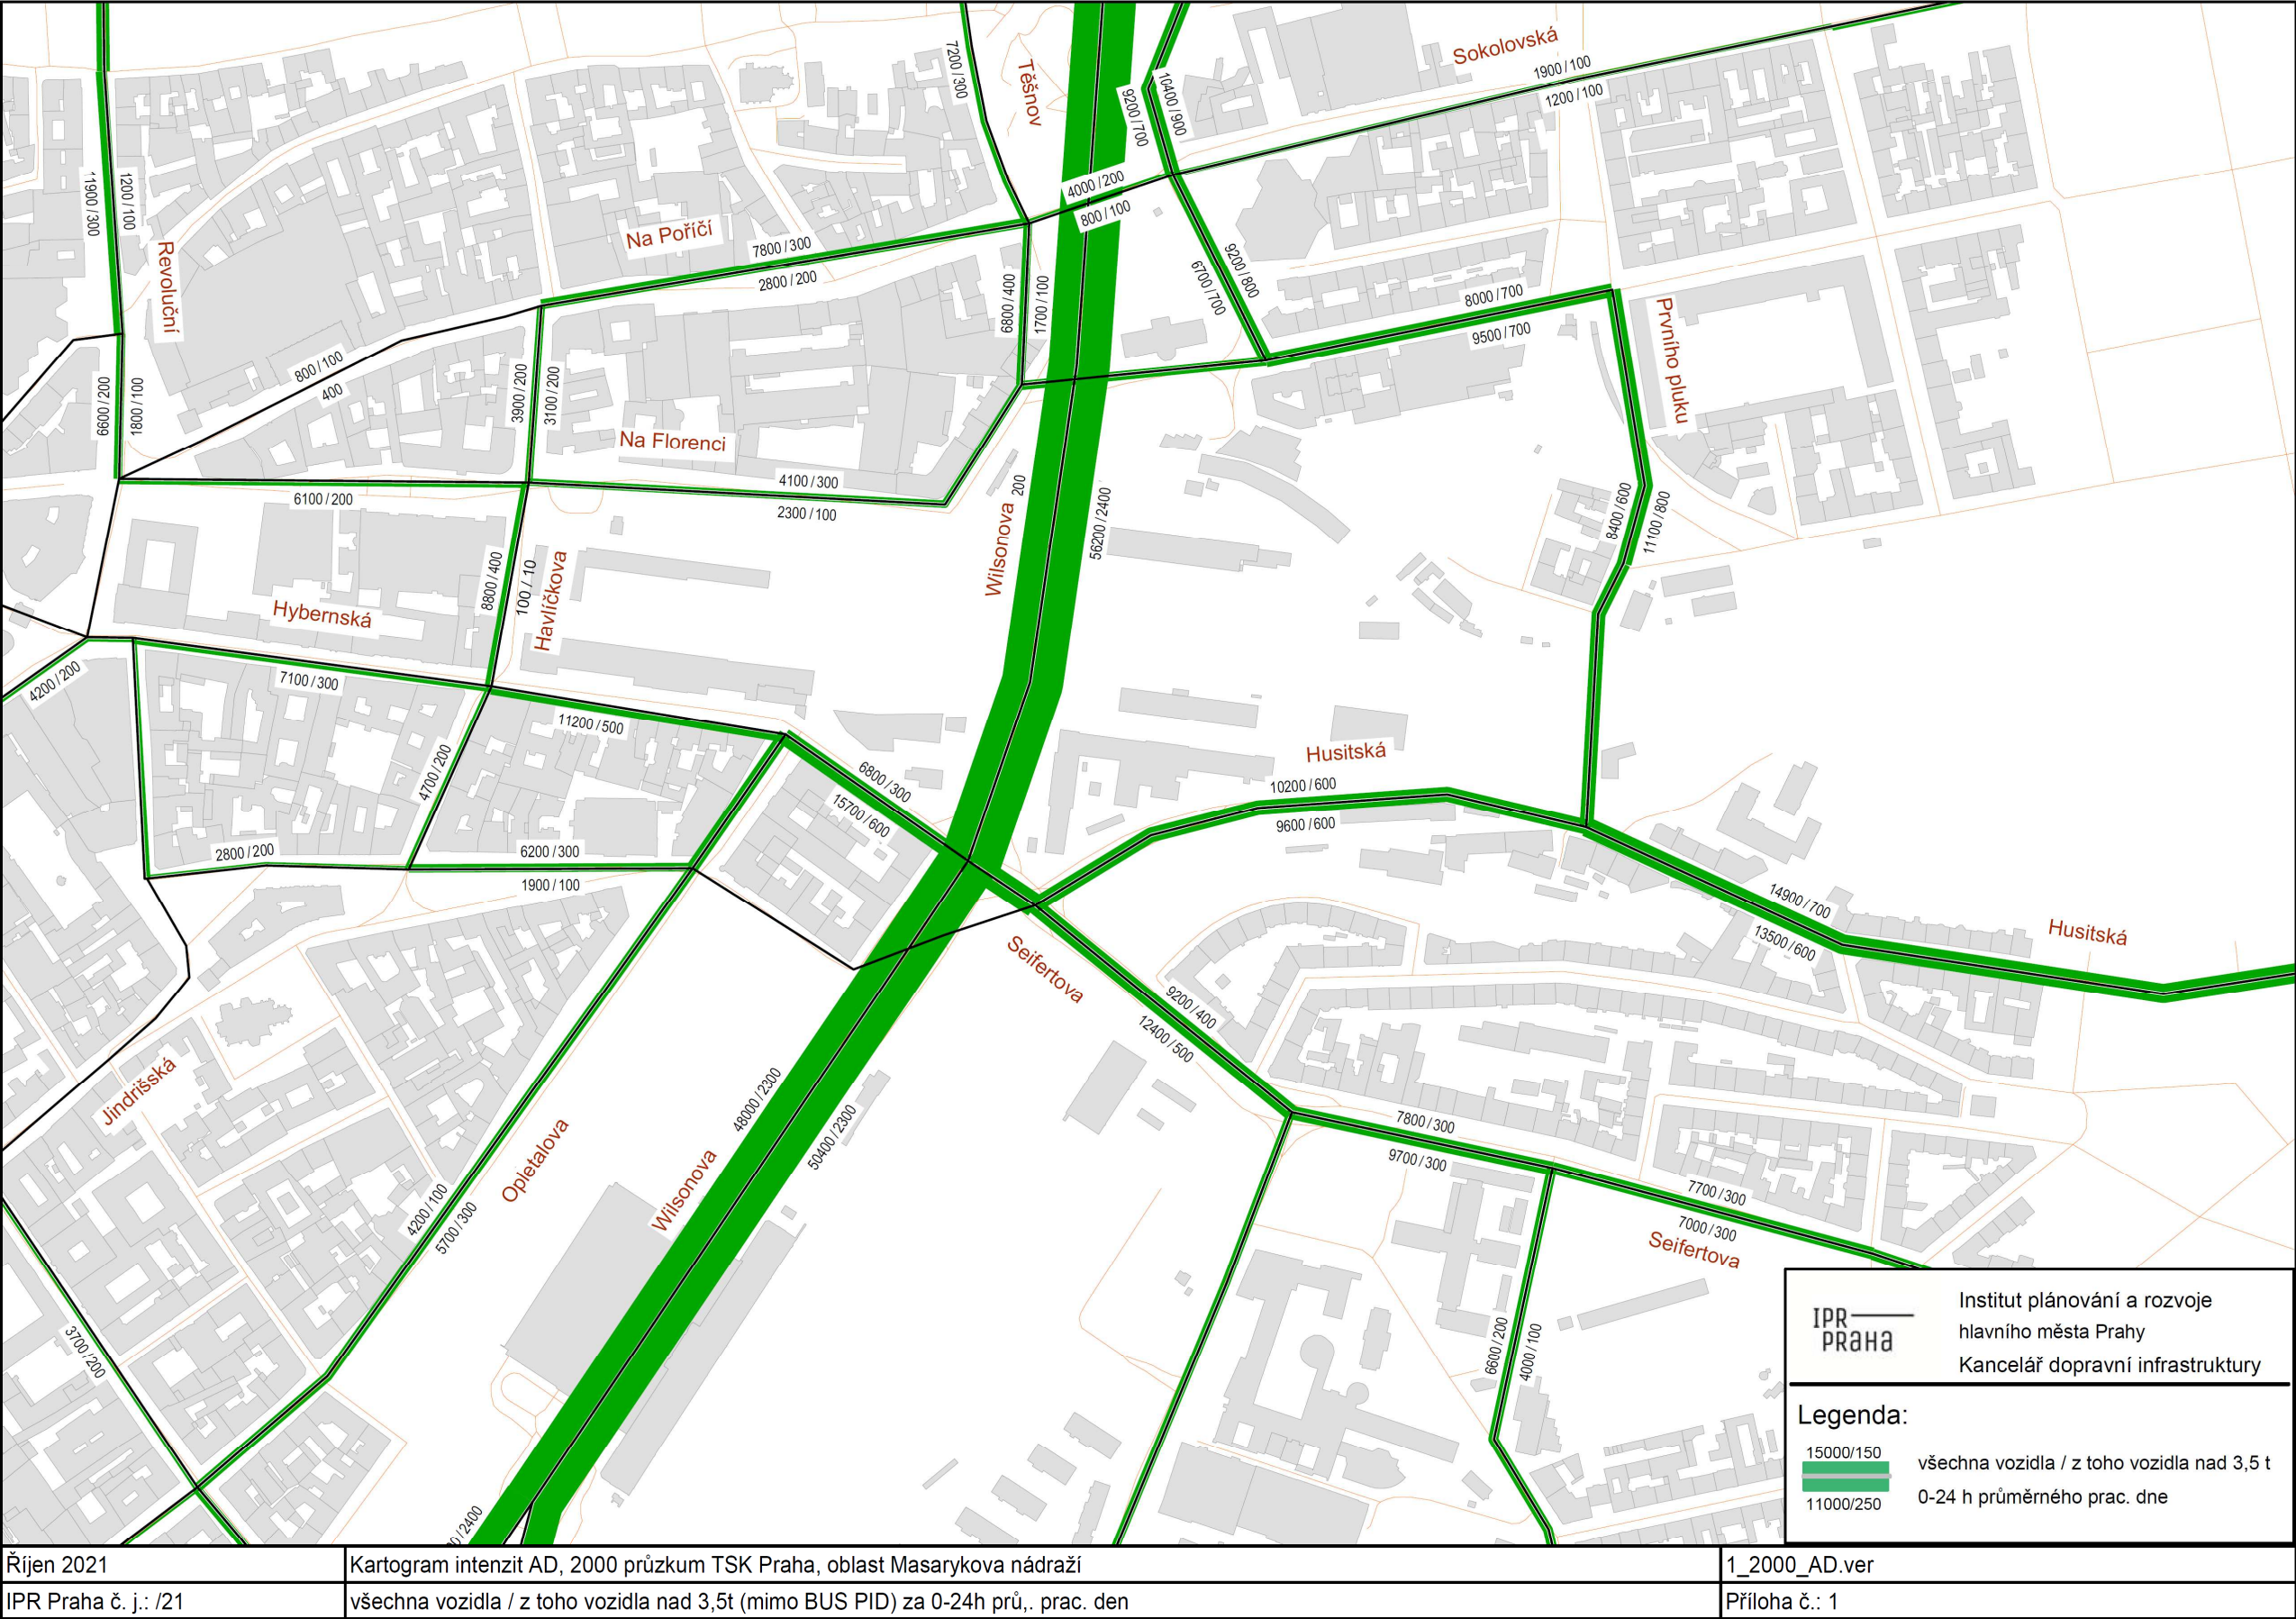 Sokolovská
1900/100
1200/100
7200/300
Těšnov
9200/700
10400/900
4000/200
800/100
11900/300
1200/100
Revoluční
Na Poříčí
7800/300
2800/200
9200/800
6700/700
6800/400
1700/100
8000/700
9500/700
Prvního pluku
800/100
400
6600/200
1800/100
3900/200
3100/200
Na Florenci
4100/300
2300/100
6100/200
Wilsonova
200
56200/2400
8400/600
11100/800
8800/400
100/10
Havlíčkova
Hybernská
7100/300
4200/200
11200/500
4700/200
6800/300
15700/600
Husitská
10200/600
9600/600
2800/200
6200/300
1900/100
14900/700
13500/600
Husitská
Seifertova
9200/400
12400/500
Jindrišská
48000/2300
50400/2300
Opletalova
Wilsonova
4200/100
5700/300
7800/300
9700/300
7700/300
7000/300
Seifertova
3700/200
6600/200
4000/100
/2400
IPR
PRAHA
Institut plánování a rozvoje
hlavního města Prahy
Kancelář dopravní infrastruktury
Legenda:
15000/150
11000/250
všechna vozidla / z toho vozidla nad 3,5 t
0-24 h průměrného prac. dne
Říjen 2021
Kartogram intenzit AD, 2000 průzkum TSK Praha, oblast Masarykova nádraží
1_2000_AD.ver
IPR Praha č. j.: /21
všechna vozidla / z toho vozidla nad 3,5t (mimo BUS PID) za 0-24h prů,. prac. den
Příloha č.: 1